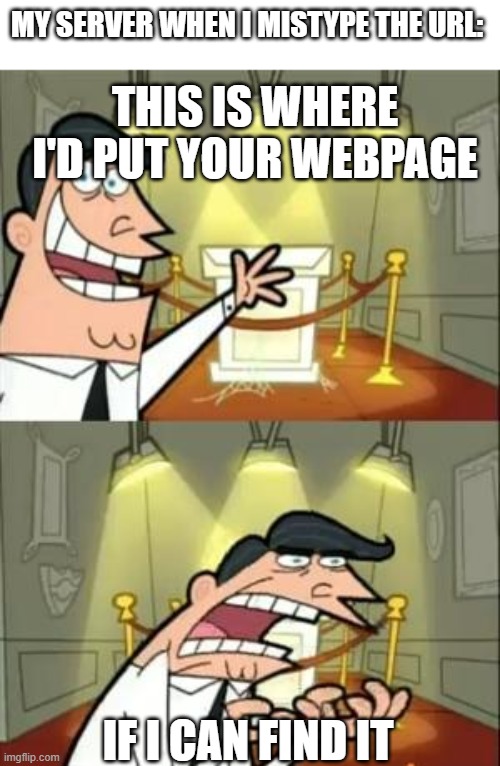 MY SERVER WHEN I MISTYPE THE URL:
THIS IS WHERE
I'D PUT YOUR WEBPAGE
IF I CAN FIND IT
imgflip.com